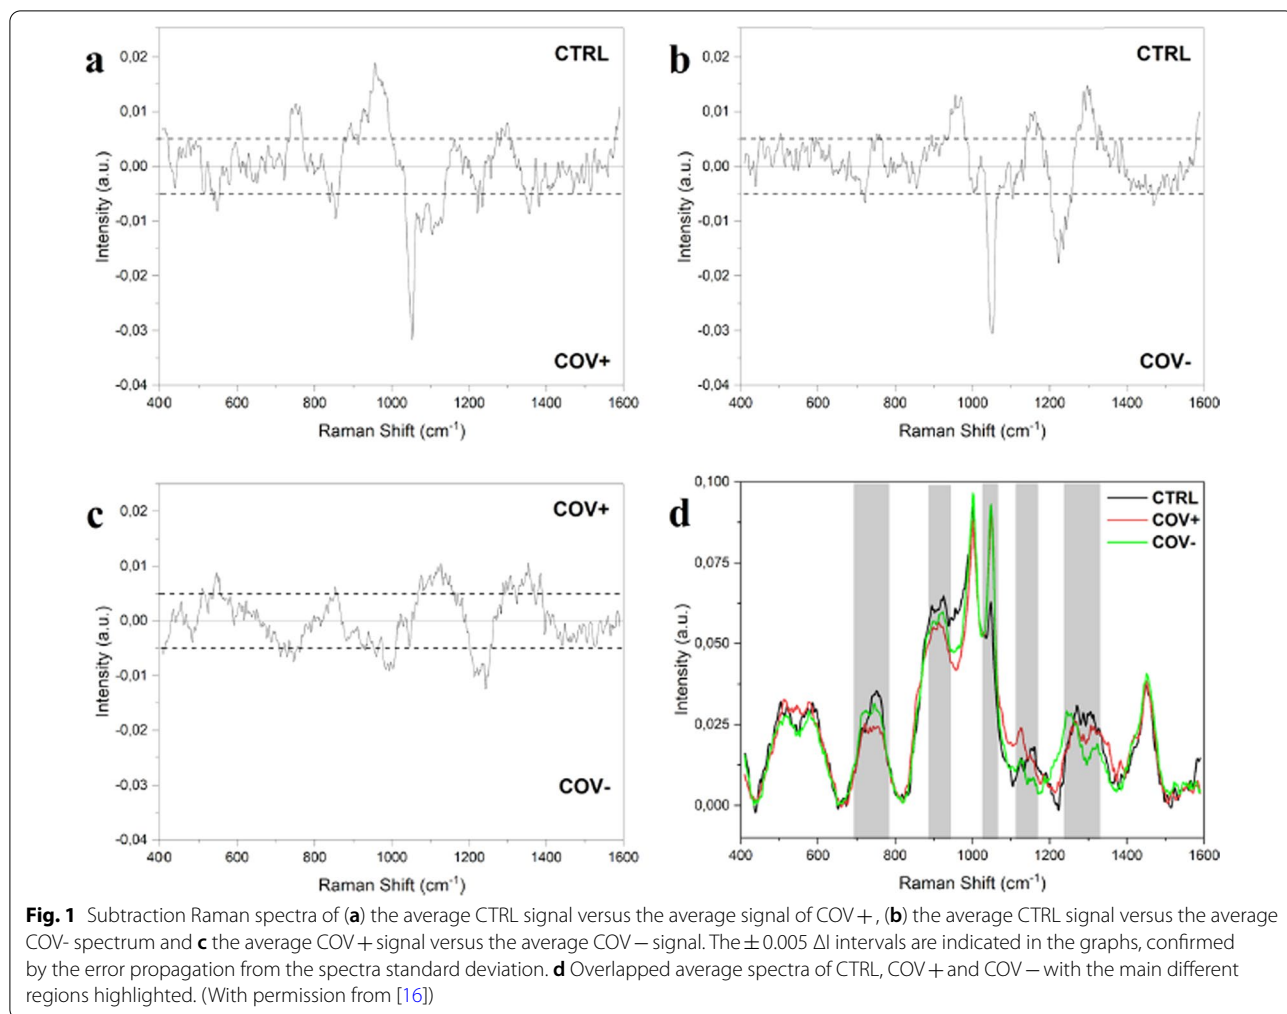 a
CTRL
0,02
0,01
0,00
-0,01
-0,02
-0,03
-0,04
Intensity (a.u.)
COV+
400 600 800 1000 1200 1400 1600
Raman Shift (cm⁻¹)
b
CTRL
0,02
0,01
0,00
-0,01
-0,02
-0,03
-0,04
Intensity (a.u.)
COV-
400 600 800 1000 1200 1400 1600
Raman Shift (cm⁻¹)
c
COV+
0,02
0,01
0,00
-0,01
-0,02
-0,03
-0,04
Intensity (a.u.)
COV-
400 600 800 1000 1200 1400 1600
Raman Shift (cm⁻¹)
d
CTRL
COV+
COV-
0,100
0,075
0,050
0,025
0,000
Intensity (a.u.)
400 600 800 1000 1200 1400 1600
Raman Shift (cm⁻¹)
Fig. 1 Subtraction Raman spectra of (a) the average CTRL signal versus the average signal of COV+, (b) the average CTRL signal versus the average
COV- spectrum and c the average COV+ signal versus the average COV− signal. The ± 0.005 ΔI intervals are indicated in the graphs, confirmed
by the error propagation from the spectra standard deviation. d Overlapped average spectra of CTRL, COV+ and COV− with the main different
regions highlighted. (With permission from [16])